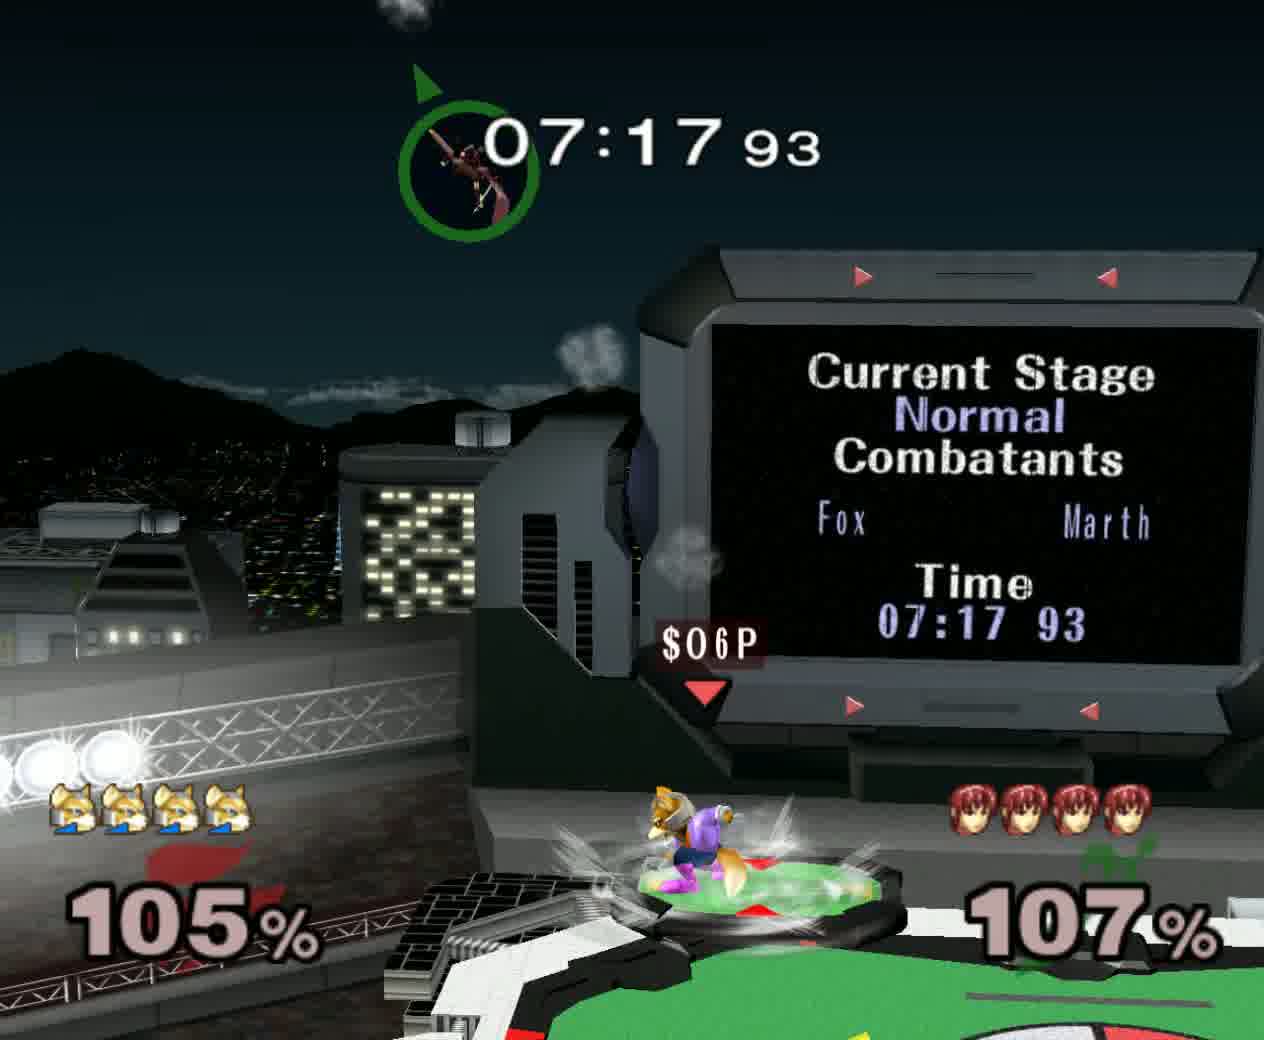 07:17 93
Current Stage
Normal
Combatants
Fox Marth
Time
07:17 93
$06P
105%
107%